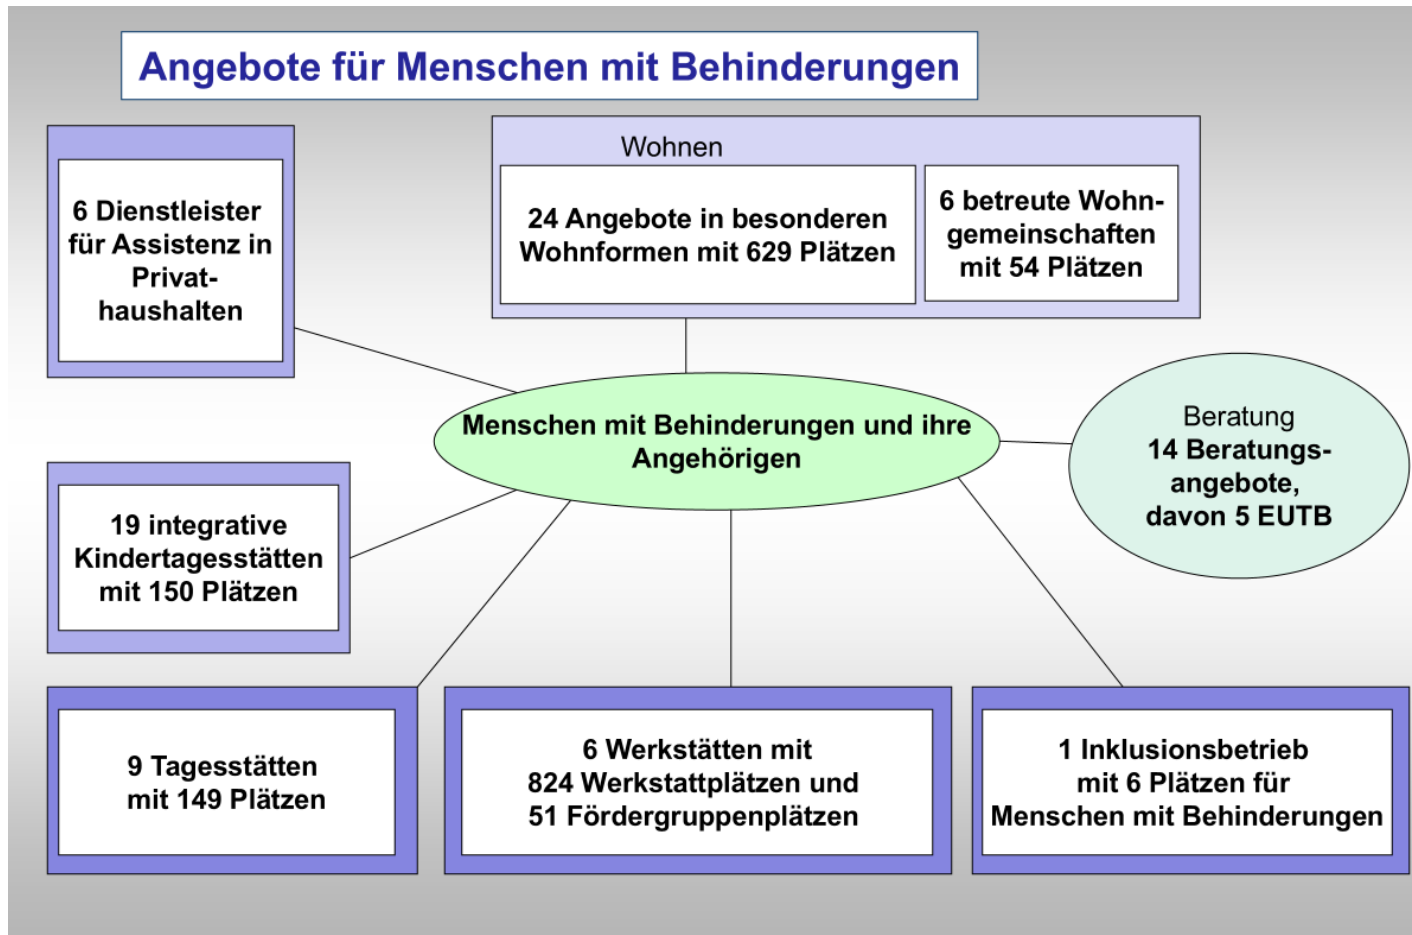 Angebote für Menschen mit Behinderungen
6 Dienstleister
für Assistenz in
Privat-
haushalten
Wohnen
24 Angebote in besonderen
Wohnformen mit 629 Plätzen
6 betreute Wohn-
gemeinschaften
mit 54 Plätzen
Menschen mit Behinderungen und ihre
Angehörigen
Beratung
14 Beratungs-
angebote,
davon 5 EUTB
19 integrative
Kindertagesstätten
mit 150 Plätzen
9 Tagesstätten
mit 149 Plätzen
6 Werkstätten mit
824 Werkstattplätzen und
51 Fördergruppenplätzen
1 Inklusionsbetrieb
mit 6 Plätzen für
Menschen mit Behinderungen